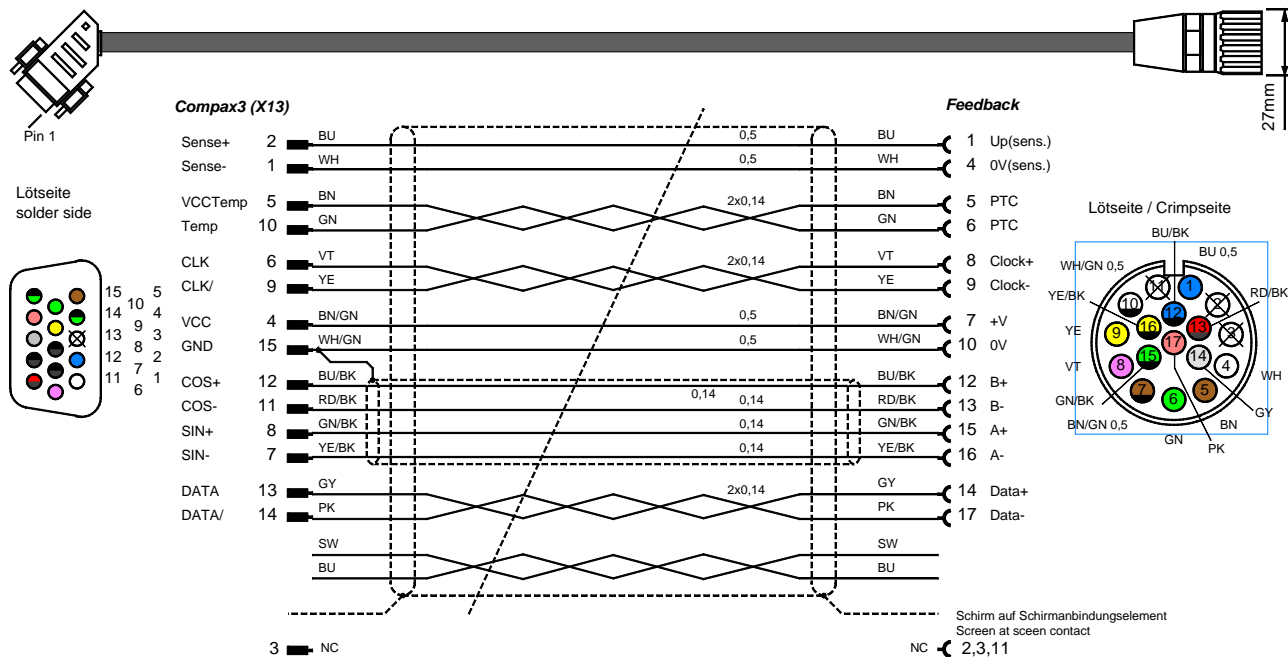 27mm
Pin 1
Compax3 (X13)
Feedback
Sense+ 2 BU 0,5 BU 1 Up(sens.)
Sense- 1 WH 0,5 WH 4 0V(sens.)
VCCTemp 5 BN 2x0,14 BN 5 PTC
Temp 10 GN GN 6 PTC
CLK 6 VT 2x0,14 VT 8 Clock+
CLK/ 9 YE YE 9 Clock-
VCC 4 BN/GN 0,5 BN/GN 7 +V
GND 15 WH/GN 0,5 WH/GN 10 0V
COS+ 12 BU/BK 0,14 BU/BK 12 B+
COS- 11 RD/BK 0,14 RD/BK 13 B-
SIN+ 8 GN/BK 0,14 GN/BK 15 A+
SIN- 7 YE/BK 0,14 YE/BK 16 A-
DATA 13 GY 2x0,14 GY 14 Data+
DATA/ 14 PK PK 17 Data-
SW SW
BU BU
Schirm auf Schirmanbindungselement
Screen at sceen contact
3 NC NC 2,3,11
Lötseite
solder side
15 5
10
14 4
9
13 3
8
12 2
7
11 1
6
Lötseite / Crimpseite
BU/BK
BU 0,5
WH/GN 0,5
YE/BK
RD/BK
YE
VT
WH
GN/BK
GY
BN/GN 0,5
BN
GN
PK
11 1
10 2
12
16 13
9 17 3
15 14
8 4
7 5
6